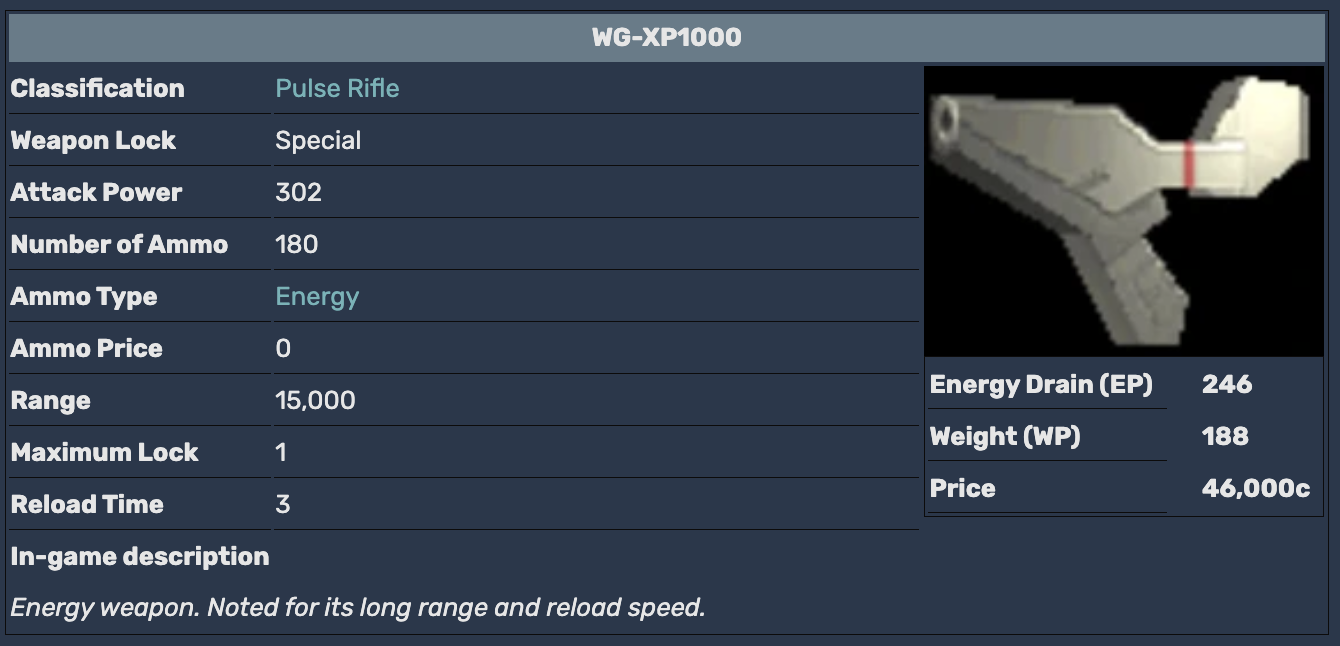 WG-XP1000
Classification Pulse Rifle
Weapon Lock Special
Attack Power 302
Number of Ammo 180
Ammo Type Energy
Ammo Price 0
Range 15,000
Maximum Lock 1
Reload Time 3
Energy Drain (EP) 246
Weight (WP) 188
Price 46,000c
In-game description
Energy weapon. Noted for its long range and reload speed.